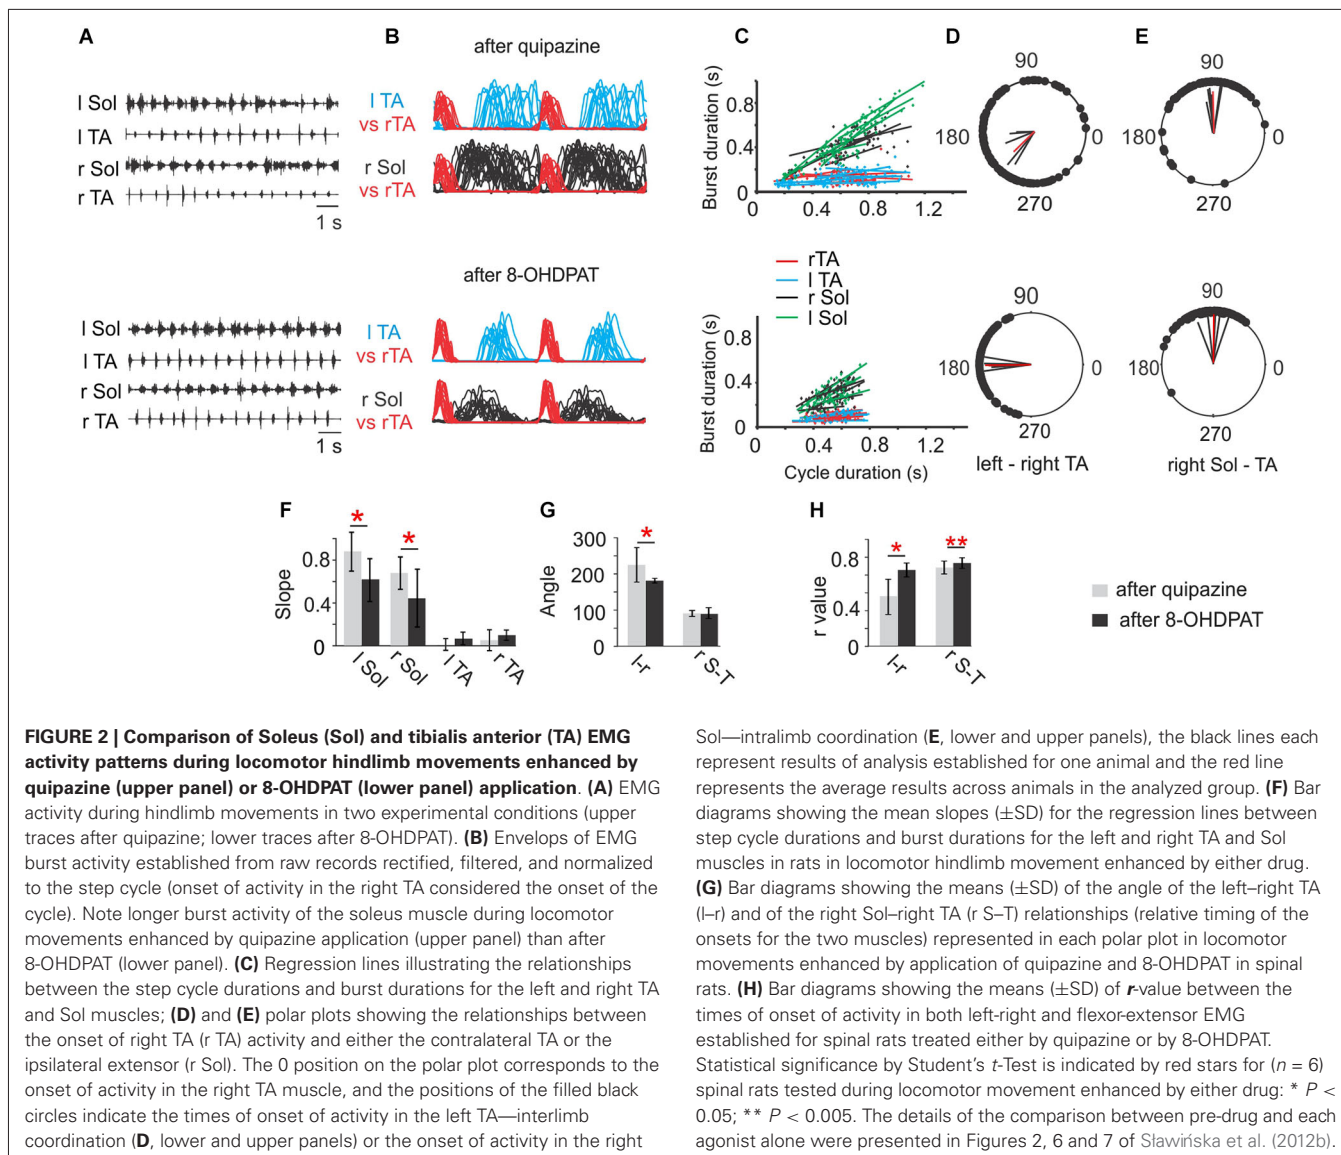 A
B
C
D
E
after quipazine
l Sol
l TA
r Sol
r TA
1 s
l TA
vs rTA
r Sol
vs rTA
Burst duration (s)
0.8
0.4
0
0 0.4 0.8 1.2
90
180
0
270
90
180
0
270
after 8-OHDPAT
rTA
l TA
r Sol
l Sol
l Sol
l TA
r Sol
r TA
1 s
l TA
vs rTA
r Sol
vs rTA
Burst duration (s)
0.8
0.4
0
0 0.4 0.8 1.2
Cycle duration (s)
90
180
0
270
left - right TA
90
180
0
270
right Sol - TA
F
Slope
0.8
0.4
0
* *
l Sol
r Sol
l TA
r TA
G
Angle
300
200
100
0
*
l-r
r S-T
H
r value
0.8
0.4
0
* **
l-r
r S-T
after quipazine
after 8-OHDPAT
FIGURE 2 | Comparison of Soleus (Sol) and tibialis anterior (TA) EMG
activity patterns during locomotor hindlimb movements enhanced by
quipazine (upper panel) or 8-OHDPAT (lower panel) application. (A) EMG
activity during hindlimb movements in two experimental conditions (upper
traces after quipazine; lower traces after 8-OHDPAT). (B) Envelops of EMG
burst activity established from raw records rectified, filtered, and normalized
to the step cycle (onset of activity in the right TA considered the onset of the
cycle). Note longer burst activity of the soleus muscle during locomotor
movements enhanced by quipazine application (upper panel) than after
8-OHDPAT (lower panel). (C) Regression lines illustrating the relationships
between the step cycle durations and burst durations for the left and right TA
and Sol muscles; (D) and (E) polar plots showing the relationships between
the onset of right TA (r TA) activity and either the contralateral TA or the
ipsilateral extensor (r Sol). The 0 position on the polar plot corresponds to the
onset of activity in the right TA muscle, and the positions of the filled black
circles indicate the times of onset of activity in the left TA—interlimb
coordination (D, lower and upper panels) or the onset of activity in the right
Sol—intralimb coordination (E, lower and upper panels), the black lines each
represent results of analysis established for one animal and the red line
represents the average results across animals in the analyzed group. (F) Bar
diagrams showing the mean slopes (±SD) for the regression lines between
step cycle durations and burst durations for the left and right TA and Sol
muscles in rats in locomotor hindlimb movement enhanced by either drug.
(G) Bar diagrams showing the means (±SD) of the angle of the left–right TA
(l–r) and of the right Sol–right TA (r S–T) relationships (relative timing of the
onsets for the two muscles) represented in each polar plot in locomotor
movements enhanced by application of quipazine and 8-OHDPAT in spinal
rats. (H) Bar diagrams showing the means (±SD) of r-value between the
times of onset of activity in both left-right and flexor-extensor EMG
established for spinal rats treated either by quipazine or by 8-OHDPAT.
Statistical significance by Student's t-Test is indicated by red stars for (n = 6)
spinal rats tested during locomotor movement enhanced by either drug: * P <
0.05; ** P < 0.005. The details of the comparison between pre-drug and each
agonist alone were presented in Figures 2, 6 and 7 of Sławińska et al. (2012b).